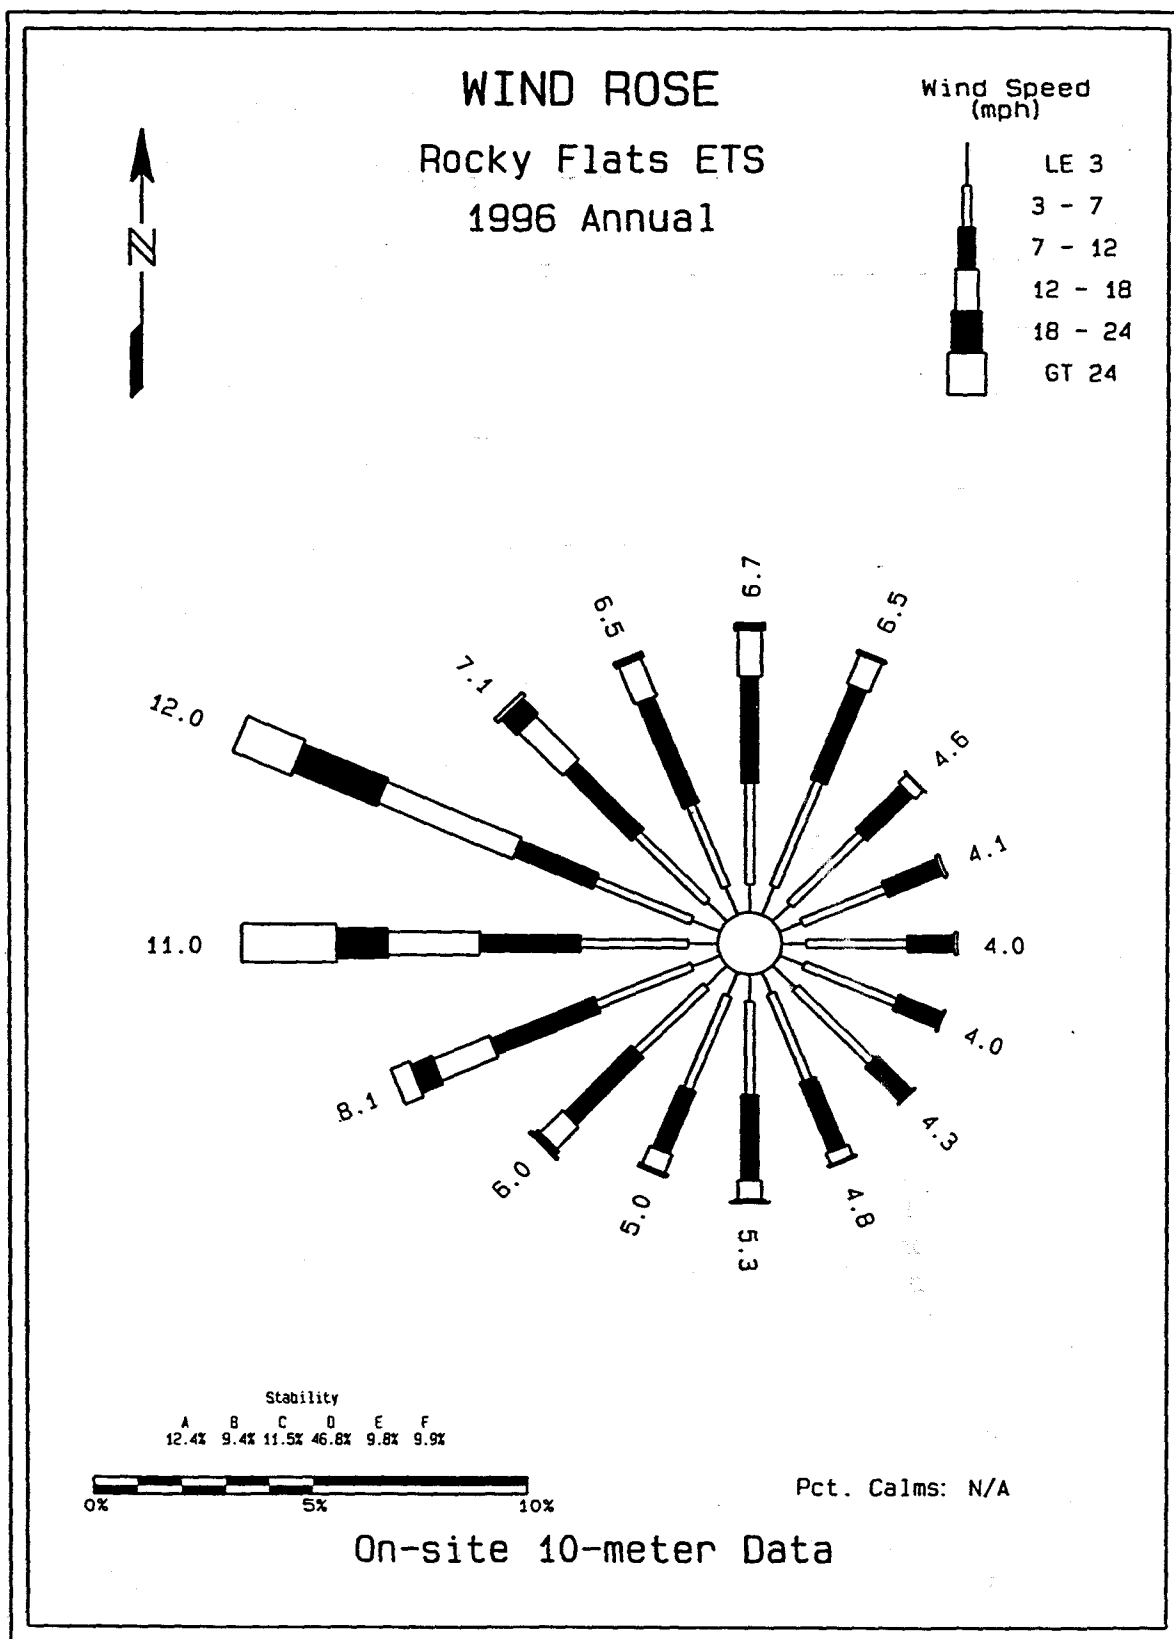 WIND ROSE
Rocky Flats ETS
1996 Annual
N
Wind Speed
(mph)
LE 3
3 - 7
7 - 12
12 - 18
18 - 24
GT 24
6.7
6.5
4.6
4.1
4.0
4.0
4.3
4.8
5.3
5.0
6.0
8.1
11.0
12.0
7.1
6.5
Stability
A B C D E F
12.4% 9.4% 11.5% 46.8% 9.8% 9.9%
0% 5% 10%
Pct. Calms: N/A
On-site 10-meter Data